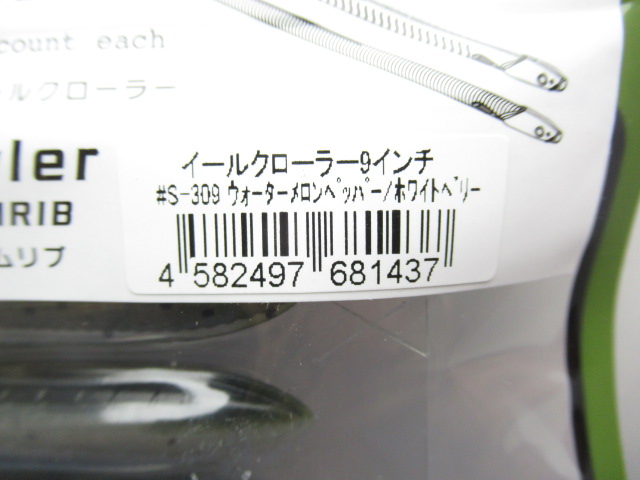 count each
ルクローラー
ler
RIB
ムリブ
イールクローラー9インチ
#S-309 ウォーターメロンペッパー/ホワイトベリー
4 582497 681437